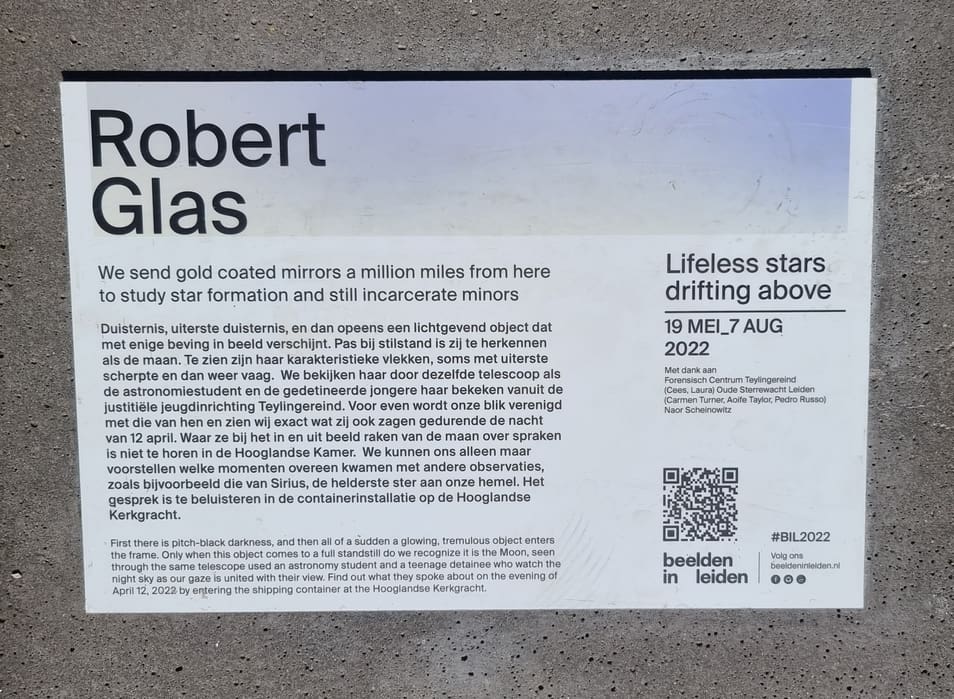 Robert
Glas
We send gold coated mirrors a million miles from here
to study star formation and still incarcerate minors
Duisternis, uiterste duisternis, en dan opeens een lichtgevend object dat
met enige beving in beeld verschijnt. Pas bij stilstand is zij te herkennen
als de maan. Te zien zijn haar karakteristieke vlekken, soms met uiterste
scherpte en dan weer vaag. We bekijken haar door dezelfde telescoop als
de astronomiestudent en de gedetineerde jongere haar bekeken vanuit de
justitiële jeugdinrichting Teylingereind. Voor even wordt onze blik verenigd
met die van hen en zien wij exact wat zij ook zagen gedurende de nacht
van 12 april. Waar ze bij het in en uit beeld raken van de maan over spraken
is niet te horen in de Hooglandse Kamer. We kunnen ons alleen maar
voorstellen welke momenten overeen kwamen met andere observaties,
zoals bijvoorbeeld die van Sirius, de helderste ster aan onze hemel. Het
gesprek is te beluisteren in de containerinstallatie op de Hooglandse
Kerkgracht.
First there is pitch-black darkness, and then all of a sudden a glowing, tremulous object enters
the frame. Only when this object comes to a full standstill do we recognize it is the Moon, seen
through the same telescope used an astronomy student and a teenage detainee who watch the
night sky as our gaze is united with their view. Find out what they spoke about on the evening of
April 12, 2022 by entering the shipping container at the Hooglandse Kerkgracht.
Lifeless stars
drifting above
19 MEI_7 AUG
2022
Met dank aan
Forensisch Centrum Teylingereind
(Cees, Laura) Oude Sterrewacht Leiden
(Carmen Turner, Aoife Taylor, Pedro Russo)
Naor Scheinowitz
#BIL2022
beelden
in leiden
Volg ons
beeldeninleiden.nl